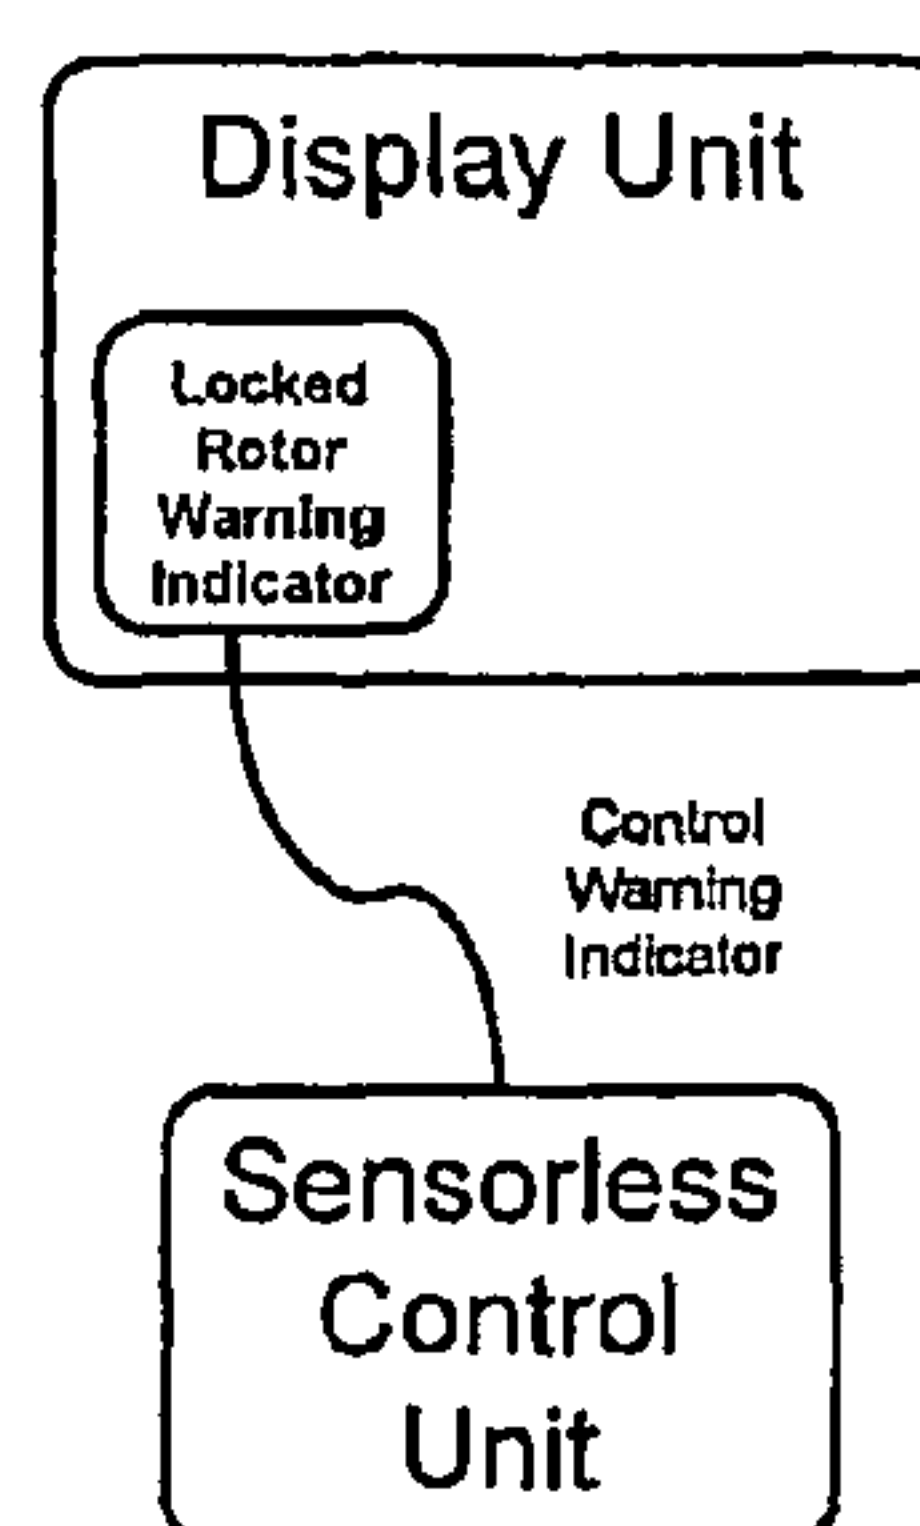 Display Unit
Locked
Rotor
Warning
Indicator
Control
Warning
Indicator
Sensorless
Control
Unit